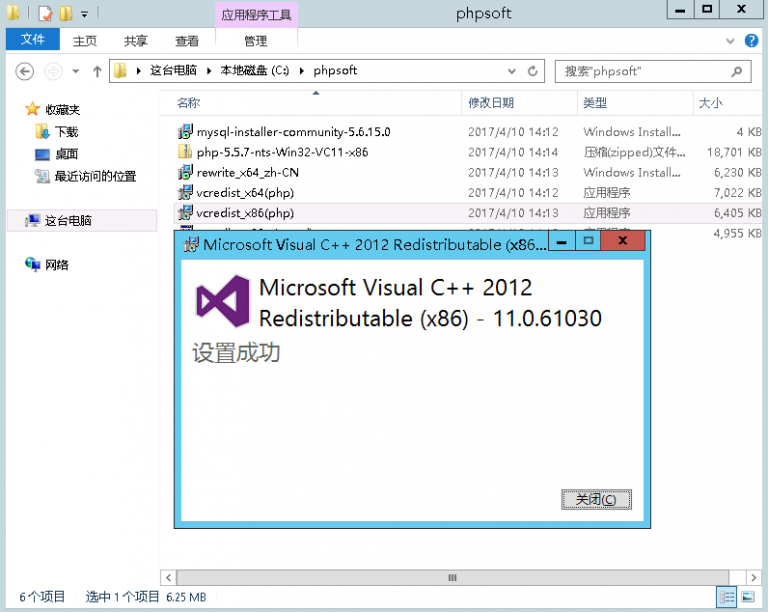 应用程序工具
phpsoft
文件
主页
共享
查看
管理
这台电脑
本地磁盘 (C:)
phpsoft
搜索"phpsoft"
收藏夹
下载
桌面
最近访问的位置
这台电脑
网络
名称
修改日期
类型
大小
mysql-installer-community-5.6.15.0 2017/4/10 14:12 Windows Install... 4 KB
php-5.5.7-nts-Win32-VC11-x86 2017/4/10 14:14 压缩(zipped)文件... 18,701 KB
rewrite_x64_zh-CN 2017/4/10 14:13 Windows Install... 6,230 KB
vcredist_x64(php) 2017/4/10 14:12 应用程序 7,022 KB
vcredist_x86(php) 2017/4/10 14:13 应用程序 6,405 KB
4,955 KB
Microsoft Visual C++ 2012 Redistributable (x86...
Microsoft Visual C++ 2012
Redistributable (x86) - 11.0.61030
设置成功
关闭(C)
6 个项目
选中 1 个项目 6.25 MB